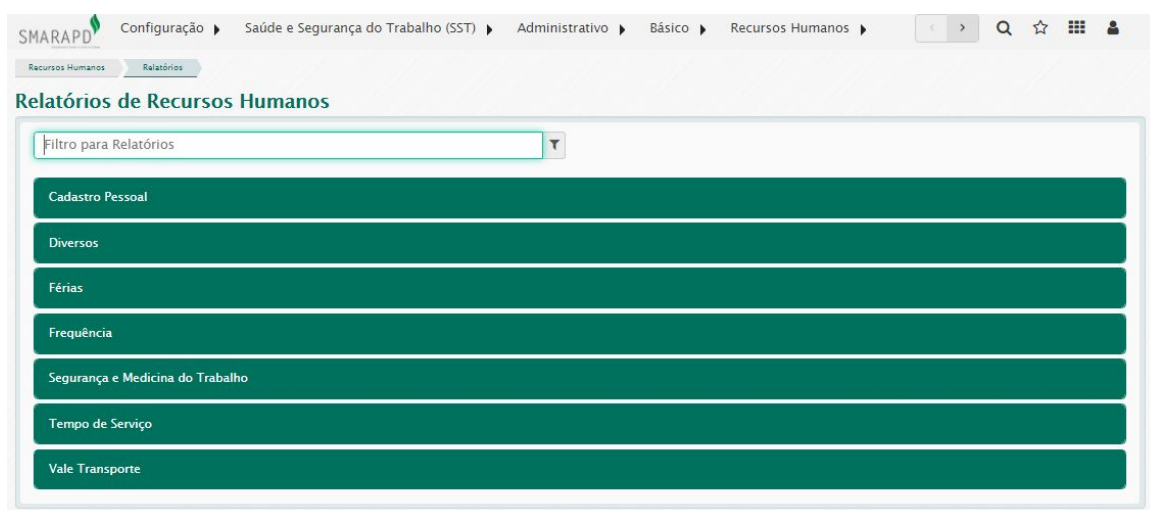 SMARAPD Configuração Saúde e Segurança do Trabalho (SST) Administrativo Básico Recursos Humanos
Recursos Humanos Relatórios
Relatórios de Recursos Humanos
Filtro para Relatórios
Cadastro Pessoal
Diversos
Férias
Frequência
Segurança e Medicina do Trabalho
Tempo de Serviço
Vale Transporte